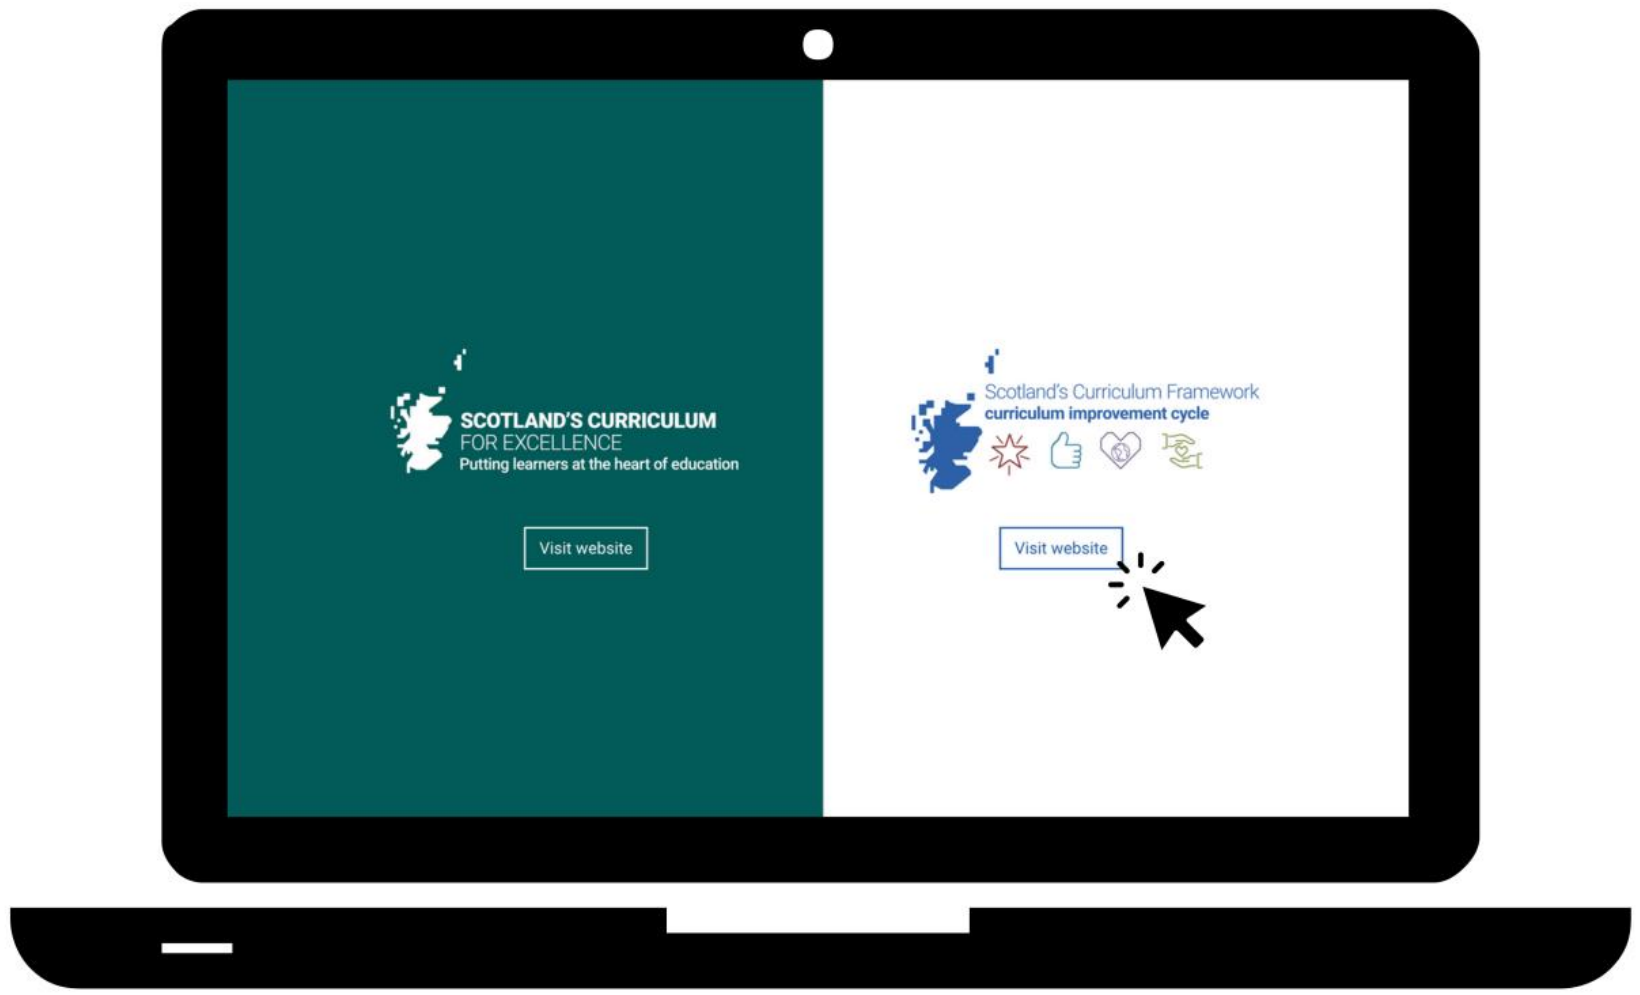 SCOTLAND'S CURRICULUM
FOR EXCELLENCE
Putting learners at the heart of education
Visit website
Scotland's Curriculum Framework
curriculum improvement cycle
Visit website